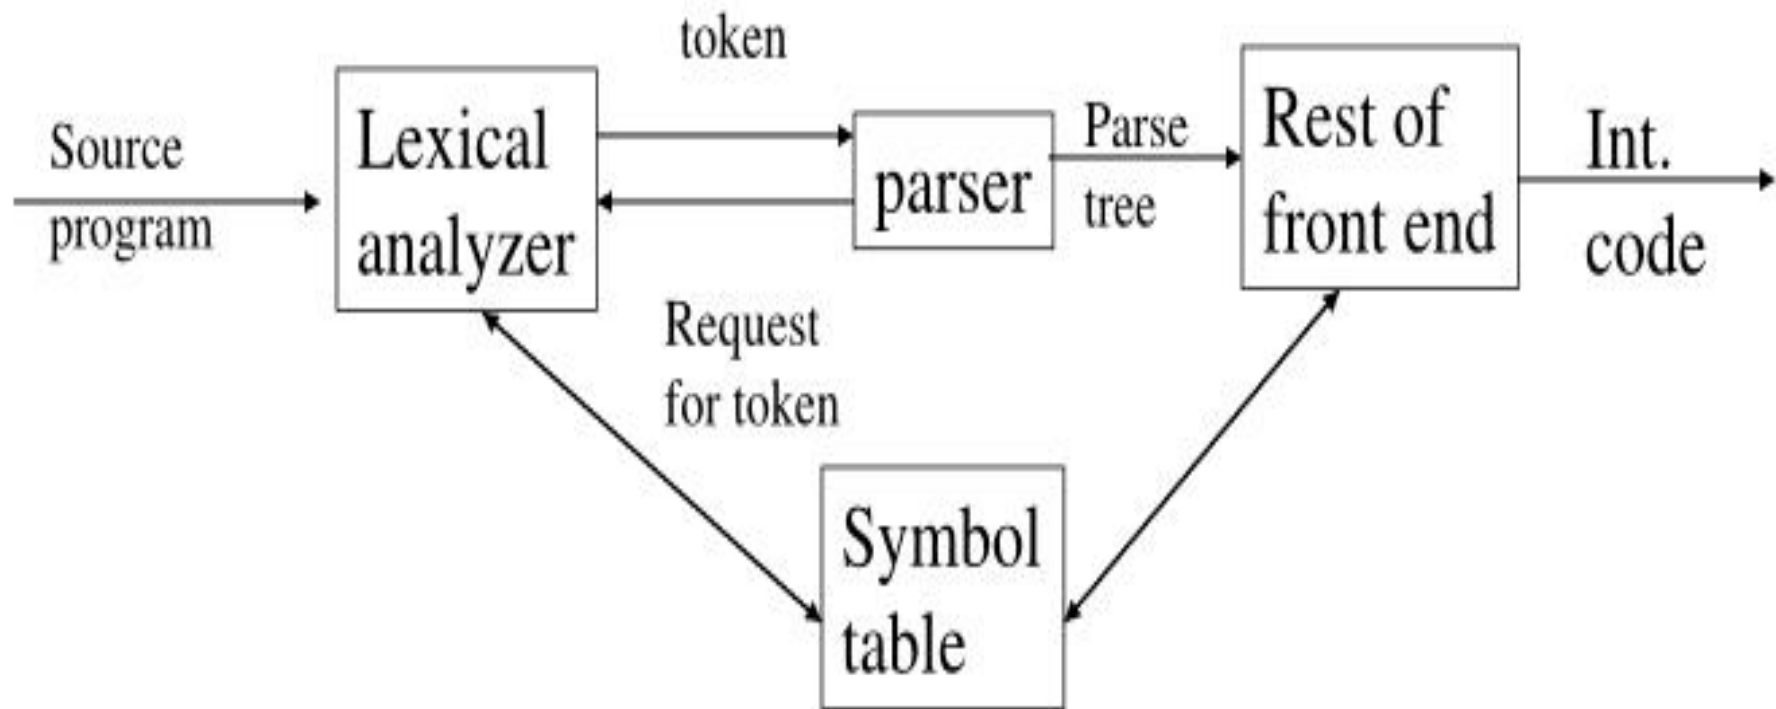 Source
program
Lexical
analyzer
token
Request
for token
parser
Parse
tree
Rest of
front end
Int.
code
Symbol
table